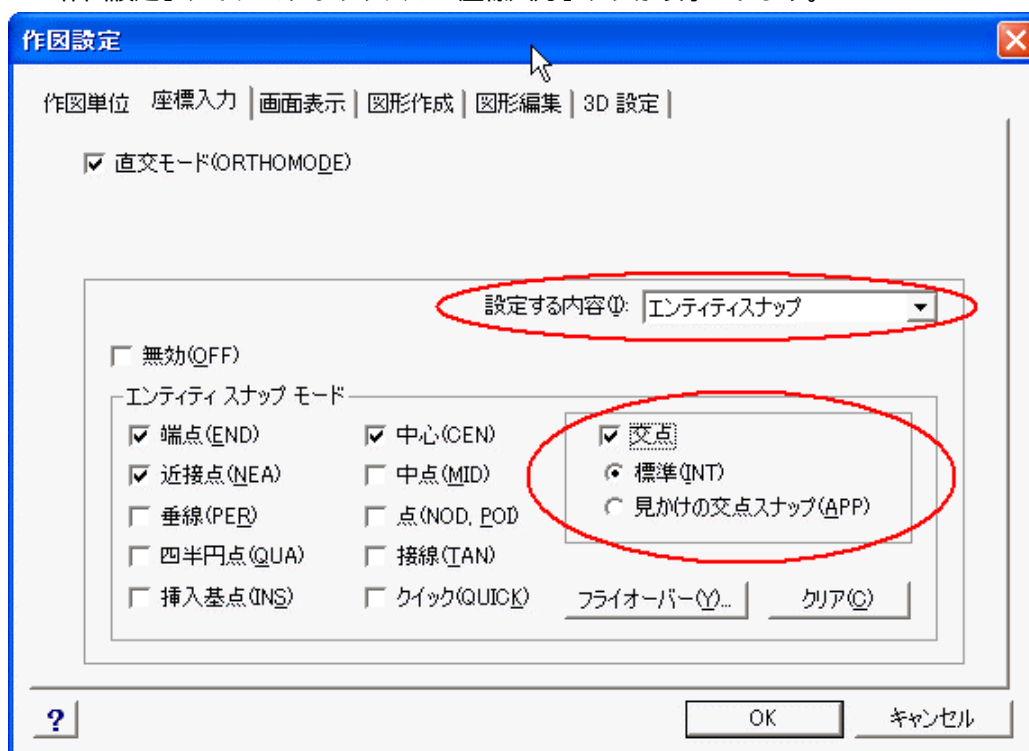 作図設定
作図単位 座標入力 画面表示 図形作成 図形編集 3D 設定
直交モード(ORTHOMODE)
設定する内容(I): エンティティスナップ
無効(OFF)
エンティティ スナップ モード
端点(END) 中心(CEN) 交点
近接点(NEA) 中点(MID) 標準(INT)
垂線(PER) 点(NOD, POI) 見かけの交点スナップ(APP)
四半円点(QUA) 接線(TAN)
挿入基点(INS) クイック(QUICK) フライオーバー(Y)... クリア(C)
? OK キャンセル